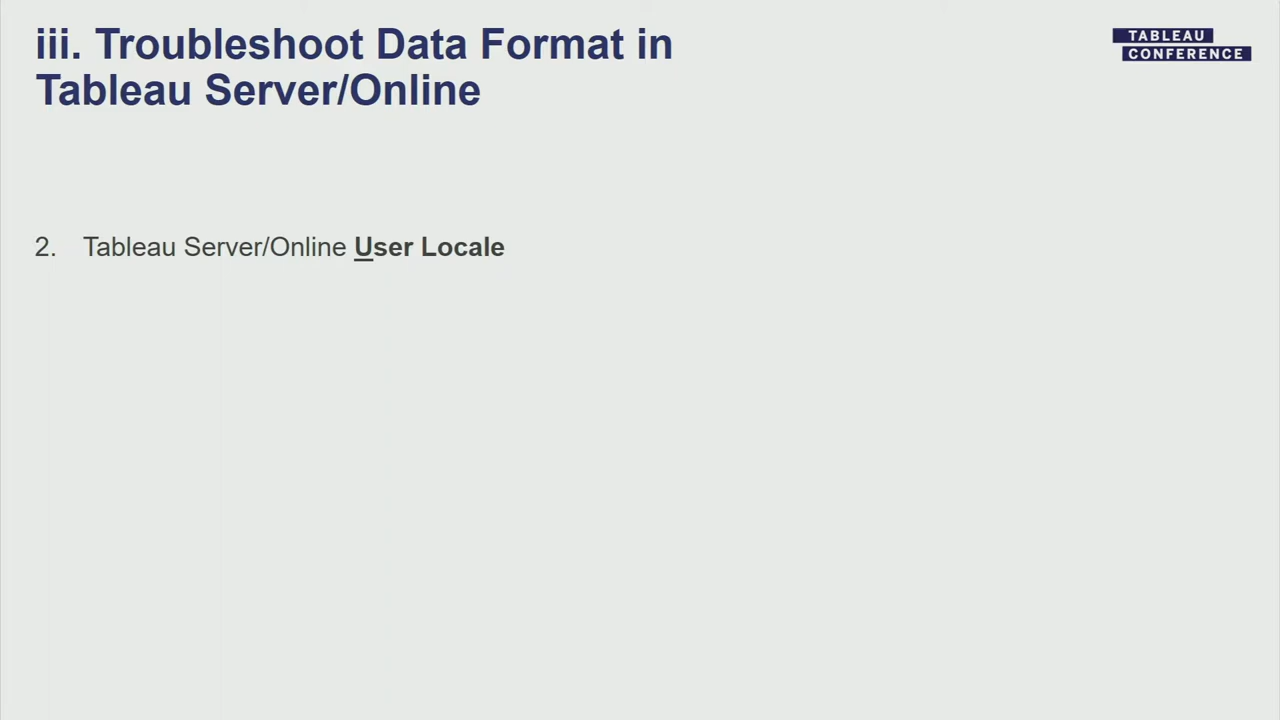 iii. Troubleshoot Data Format in
Tableau Server/Online
TABLEAU
CONFERENCE
2. Tableau Server/Online User Locale